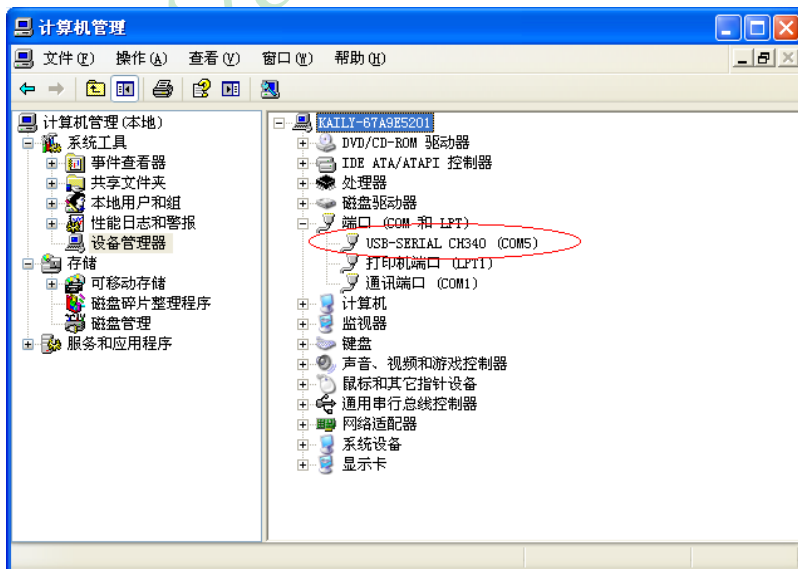 计算机管理
文件(F) 操作(A) 查看(V) 窗口(W) 帮助(H)
计算机管理(本地)
系统工具
事件查看器
共享文件夹
本地用户和组
性能日志和警报
设备管理器
存储
可移动存储
磁盘碎片整理程序
磁盘管理
服务和应用程序
KAILY-67A9E5201
DVD/CD-ROM 驱动器
IDE ATA/ATAPI 控制器
处理器
磁盘驱动器
端口 (COM 和 LPT)
USB-SERIAL CH340 (COM5)
打印机端口 (LPT1)
通讯端口 (COM1)
计算机
监视器
键盘
声音、视频和游戏控制器
鼠标和其它指针设备
通用串行总线控制器
网络适配器
系统设备
显示卡